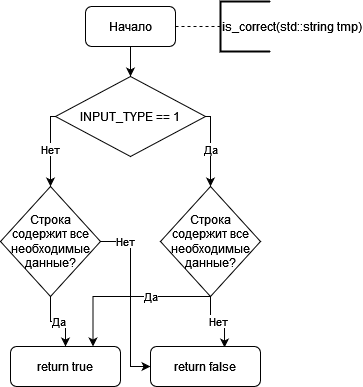 Начало
is_correct(std::string tmp)
INPUT_TYPE == 1
Нет
Да
Строка
содержит все
необходимые
данные?
Строка
содержит все
необходимые
данные?
Нет
Да
Да
Нет
return true
return false